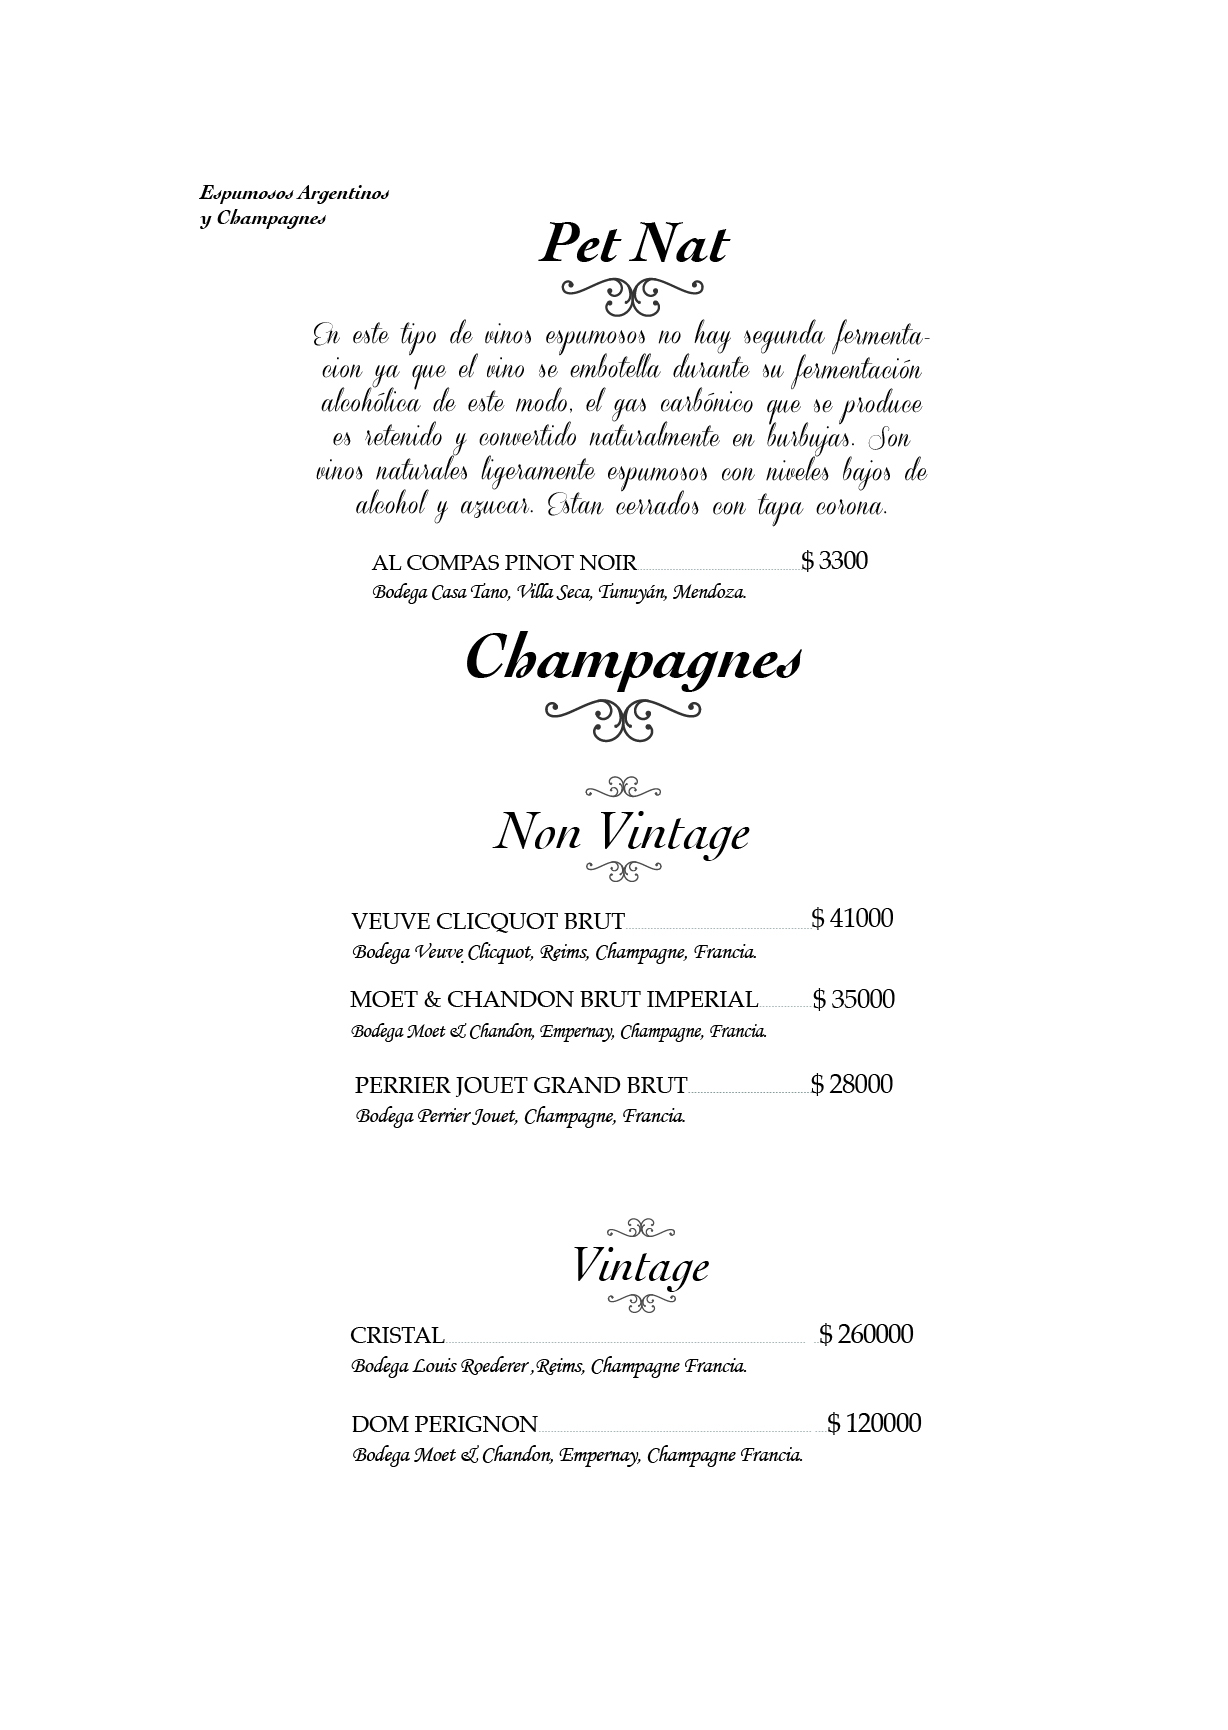 Espumosos Argentinos
y Champagnes
Pet Nat
En este tipo de vinos espumosos no hay segunda fermenta-
cion ya que el vino se embotella durante su fermentación
alcohólica de este modo, el gas carbónico que se produce
es retenido y convertido naturalmente en burbujas. Son
vinos naturales ligeramente espumosos con niveles bajos de
alcohol y azucar. Estan cerrados con tapa corona.
AL COMPAS PINOT NOIR $ 3300
Bodega Casa Tano, Villa Seca, Tunuyán, Mendoza.
Champagnes
Non Vintage
VEUVE CLICQUOT BRUT $ 41000
Bodega Veuve Clicquot, Reims, Champagne, Francia.
MOET & CHANDON BRUT IMPERIAL $ 35000
Bodega Moet & Chandon, Empernay, Champagne, Francia.
PERRIER JOUET GRAND BRUT $ 28000
Bodega Perrier Jouet, Champagne, Francia.
Vintage
CRISTAL $ 260000
Bodega Louis Roederer ,Reims, Champagne Francia.
DOM PERIGNON $ 120000
Bodega Moet & Chandon, Empernay, Champagne Francia.